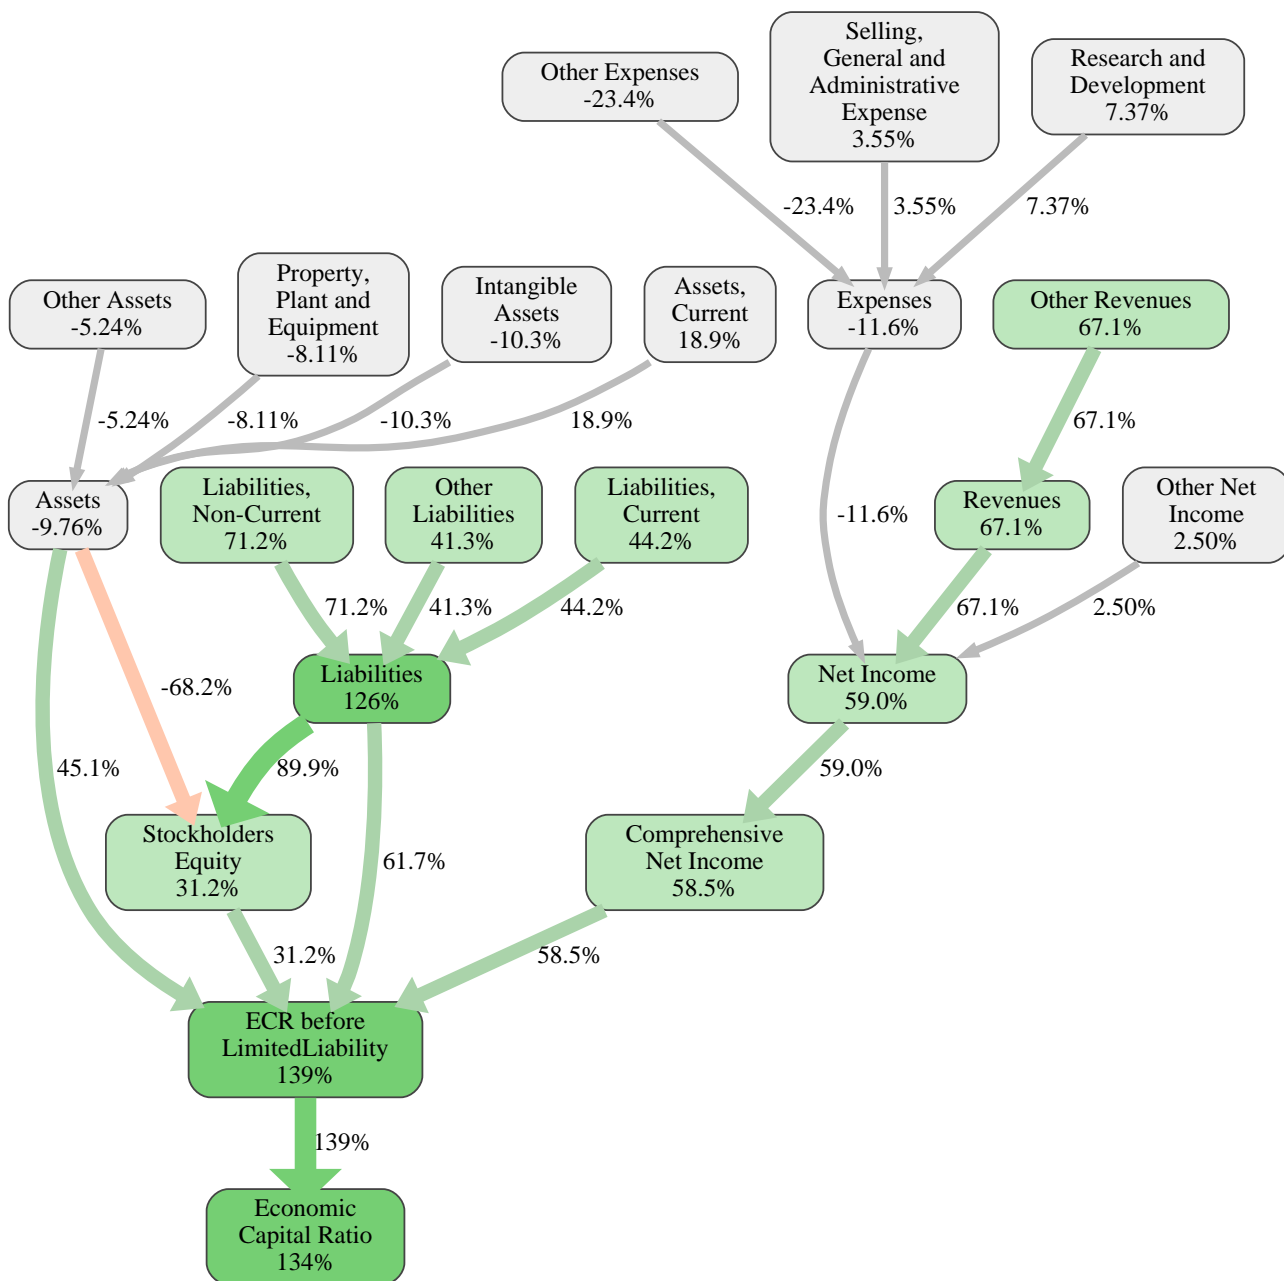 Other Expenses
-23.4%
Selling,
General and
Administrative
Expense
3.55%
Research and
Development
7.37%
-23.4%
3.55%
7.37%
Other Assets
-5.24%
Property,
Plant and
Equipment
-8.11%
Intangible
Assets
-10.3%
Assets,
Current
18.9%
Expenses
-11.6%
Other Revenues
67.1%
-5.24%
-8.11%
-10.3%
18.9%
67.1%
Assets
-9.76%
Liabilities,
Non-Current
71.2%
Other
Liabilities
41.3%
Liabilities,
Current
44.2%
Revenues
67.1%
Other Net
Income
2.50%
-11.6%
71.2%
41.3%
44.2%
67.1%
2.50%
-68.2%
Liabilities
126%
Net Income
59.0%
45.1%
89.9%
59.0%
Stockholders
Equity
31.2%
61.7%
Comprehensive
Net Income
58.5%
31.2%
58.5%
ECR before
LimitedLiability
139%
139%
Economic
Capital Ratio
134%